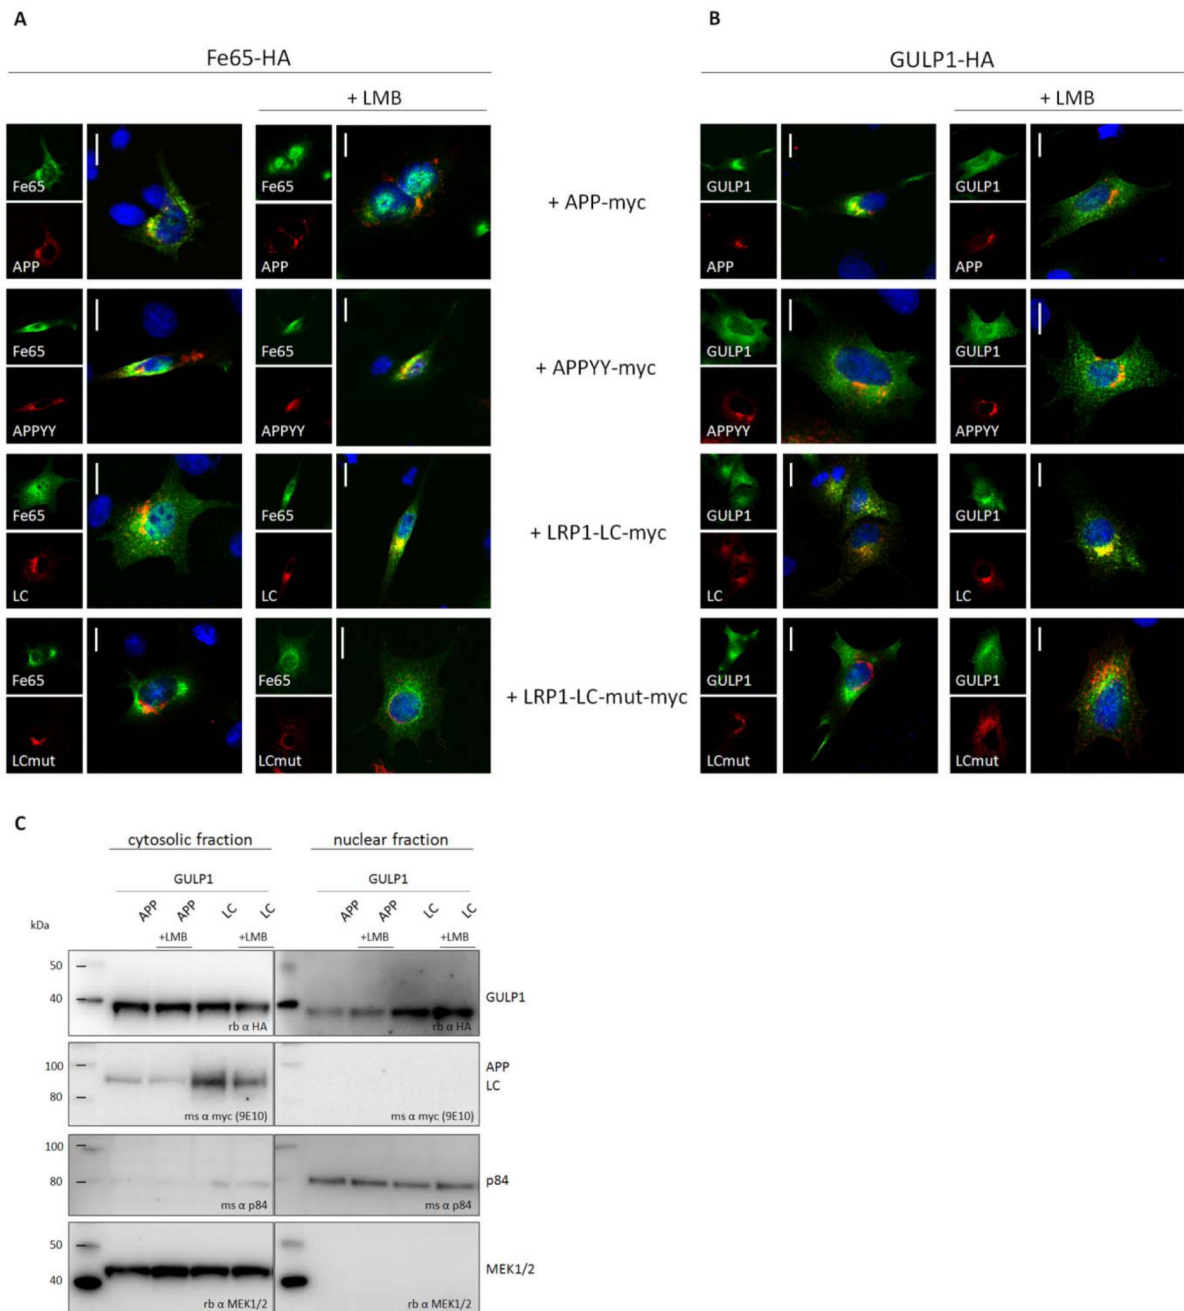 A
B
Fe65-HA
GULP1-HA
+ LMB
+ LMB
Fe65
Fe65
GULP1
GULP1
+ APP-myc
APP
APP
APP
APP
Fe65
Fe65
GULP1
GULP1
+ APPYY-myc
APPYY
APPYY
APPYY
APPYY
Fe65
Fe65
GULP1
GULP1
+ LRP1-LC-myc
LC
LC
LC
LC
Fe65
Fe65
GULP1
GULP1
+ LRP1-LC-mut-myc
LCmut
LCmut
LCmut
LCmut
C
cytosolic fraction nuclear fraction
GULP1 GULP1
APP APP LC LC APP APP LC LC
kDa
+LMB +LMB +LMB +LMB
50
40
GULP1
rb α HA rb α HA
100
APP
LC
80
ms α myc (9E10) ms α myc (9E10)
100
80
p84
ms α p84 ms α p84
50
MEK1/2
40
rb α MEK1/2 rb α MEK1/2